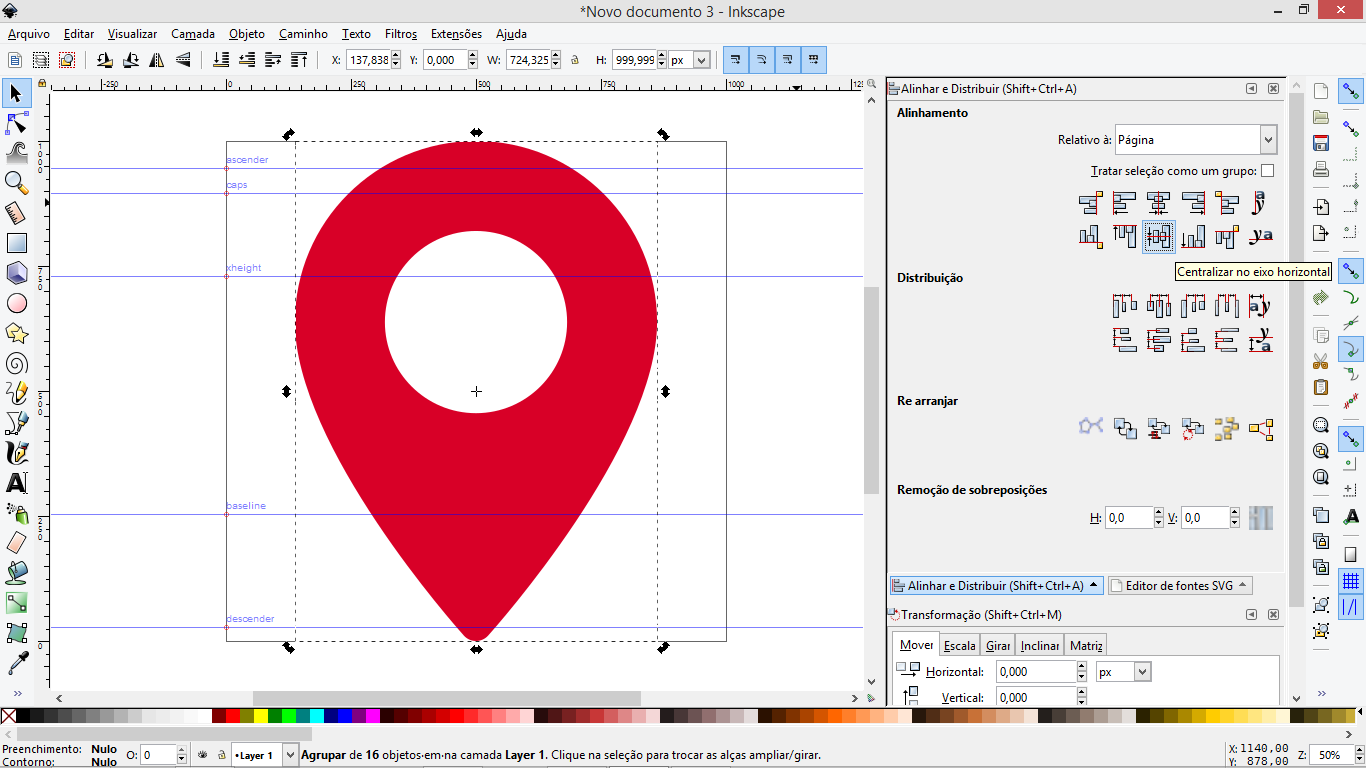 *Novo documento 3 - Inkscape
Arquivo Editar Visualizar Camada Objeto Caminho Texto Filtros Extensões Ajuda
X: 137,838 Y: 0,000 W: 724,325 H: 999,999 px
-250 0 250 500 750 1000 125
Alinhar e Distribuir (Shift+Ctrl+A)
Alinhamento
Relativo à: Página
Tratar seleção como um grupo:
Centralizar no eixo horizontal
Distribuição
Re arranjar
Remoção de sobreposições
H: 0,0 V: 0,0
Alinhar e Distribuir (Shift+Ctrl+A) Editor de fontes SVG
Transformação (Shift+Ctrl+M)
Mover Escala Girar Inclinar Matriz
Horizontal: 0,000 px
Vertical: 0,000
1000
750
500
250
0
ascender
caps
xheight
baseline
descender
Preenchimento: Nulo
Contorno: Nulo
O: 0
•Layer 1
Agrupar de 16 objetos·em·na camada Layer 1. Clique na seleção para trocar as alças ampliar/girar.
X: 1140,00
Y: 878,00
Z: 50%